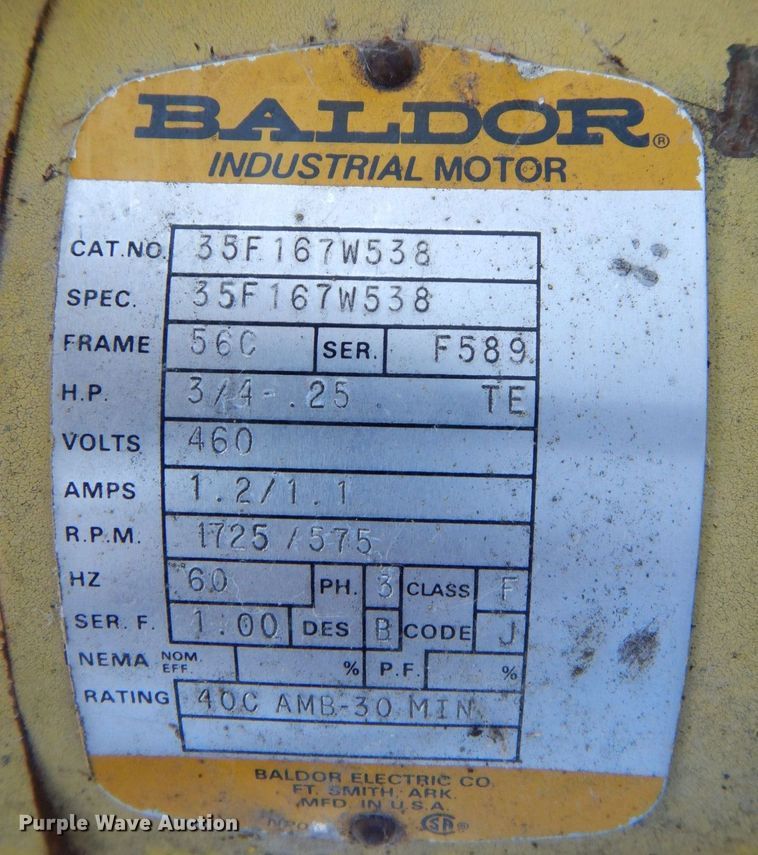 BALDOR®
INDUSTRIAL MOTOR
CAT.NO. 35F167W538
SPEC. 35F167W538
FRAME 56C SER. F589
H.P. 3/4-.25 TE
VOLTS 460
AMPS 1.2/1.1
R.P.M. 1725/575
HZ 60 PH. 3 CLASS F
SER. F. 1.00 DES B CODE J
NEMA NOM. EFF. % P.F. %
RATING 40C AMB-30 MIN
BALDOR ELECTRIC CO.
FT. SMITH, ARK.
MFD. IN U.S.A.
SA®
Purple Wave Auction